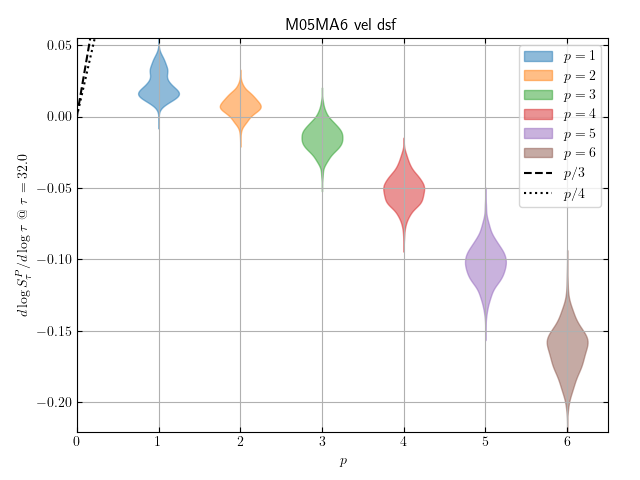 M05MA6 vel dsf
d log S_τ^P / d log τ @ τ = 32.0
0.05
0.00
−0.05
−0.10
−0.15
−0.20
0 1 2 3 4 5 6
p
p = 1
p = 2
p = 3
p = 4
p = 5
p = 6
p/3
p/4